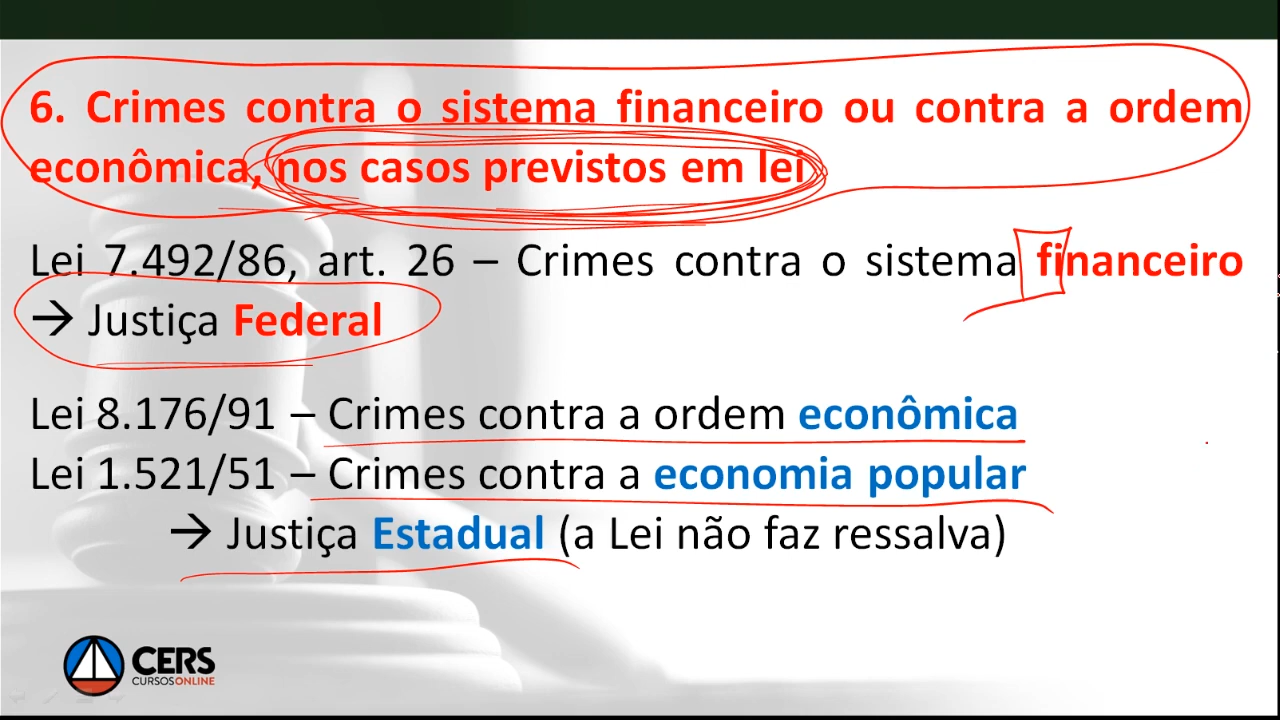 6. Crimes contra o sistema financeiro ou contra a ordem
econômica, nos casos previstos em lei
Lei 7.492/86, art. 26 – Crimes contra o sistema financeiro
→ Justiça Federal
Lei 8.176/91 – Crimes contra a ordem econômica
Lei 1.521/51 – Crimes contra a economia popular
→ Justiça Estadual (a Lei não faz ressalva)
CERS
CURSOS ONLINE